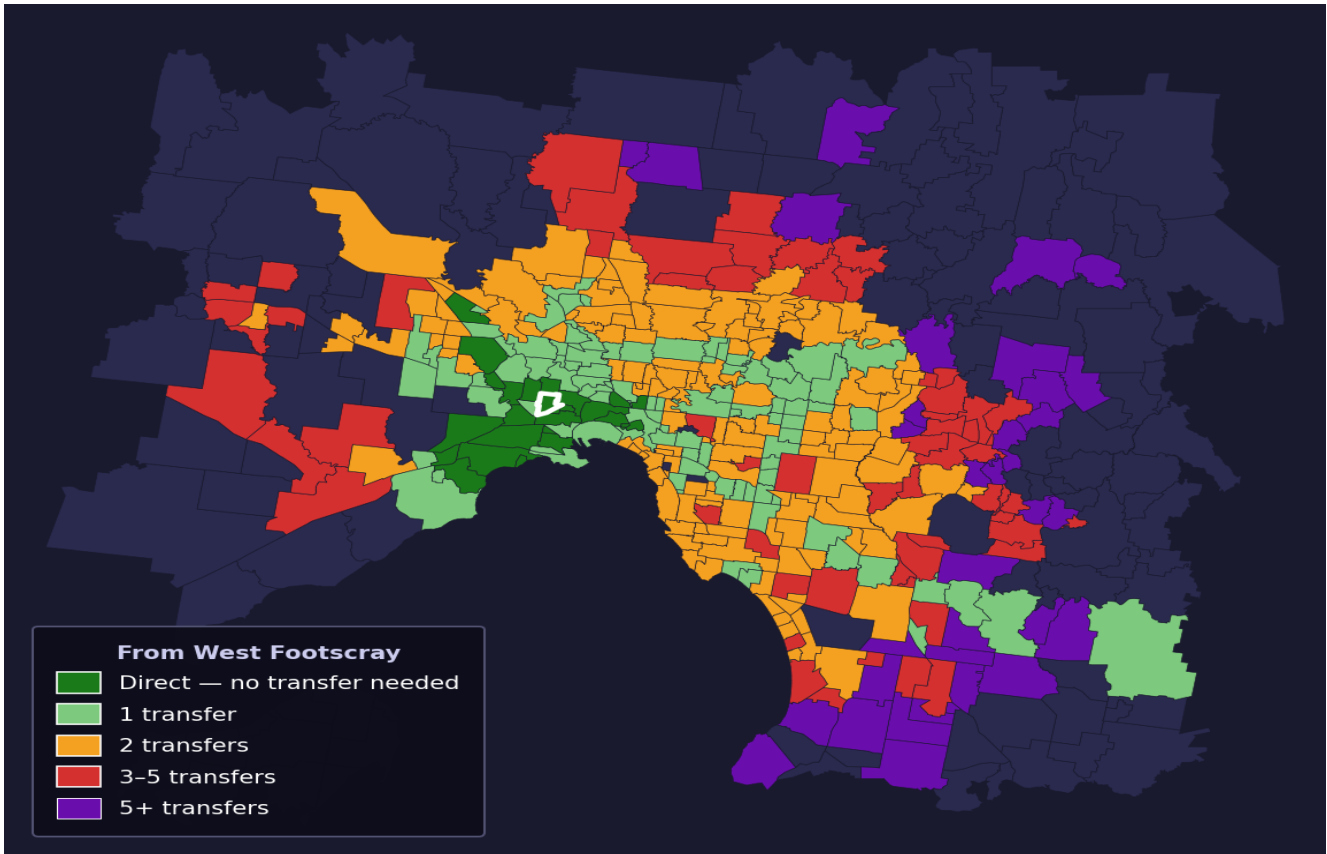 From West Footscray
Direct — no transfer needed
1 transfer
2 transfers
3–5 transfers
5+ transfers